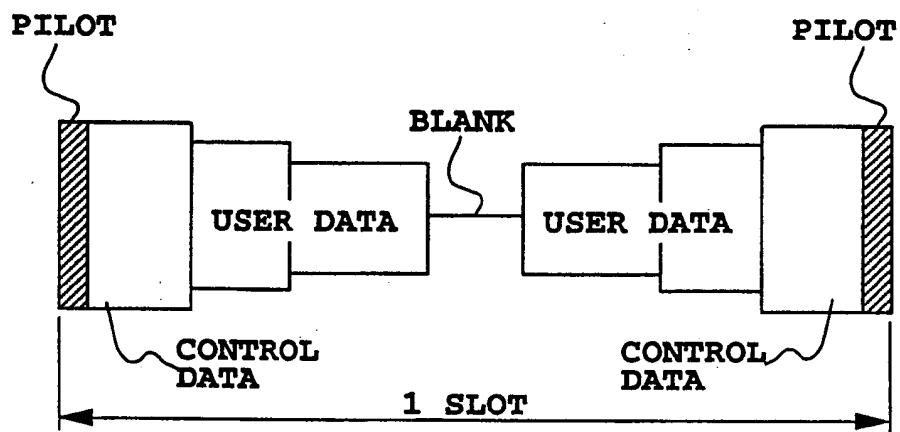 PILOT
PILOT
BLANK
USER DATA
USER DATA
CONTROL
DATA
CONTROL
DATA
1 SLOT